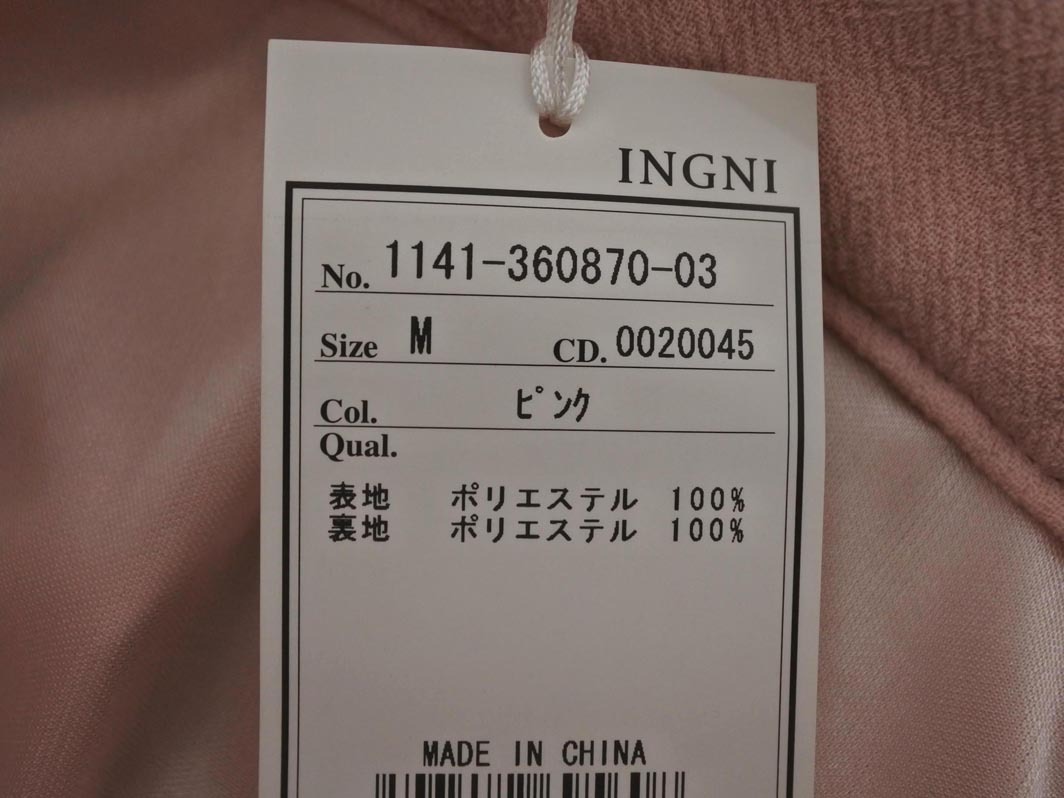 INGNI
No. 1141-360870-03
Size M CD. 0020045
Col. ピンク
Qual.
表地 ポリエステル 100%
裏地 ポリエステル 100%
MADE IN CHINA